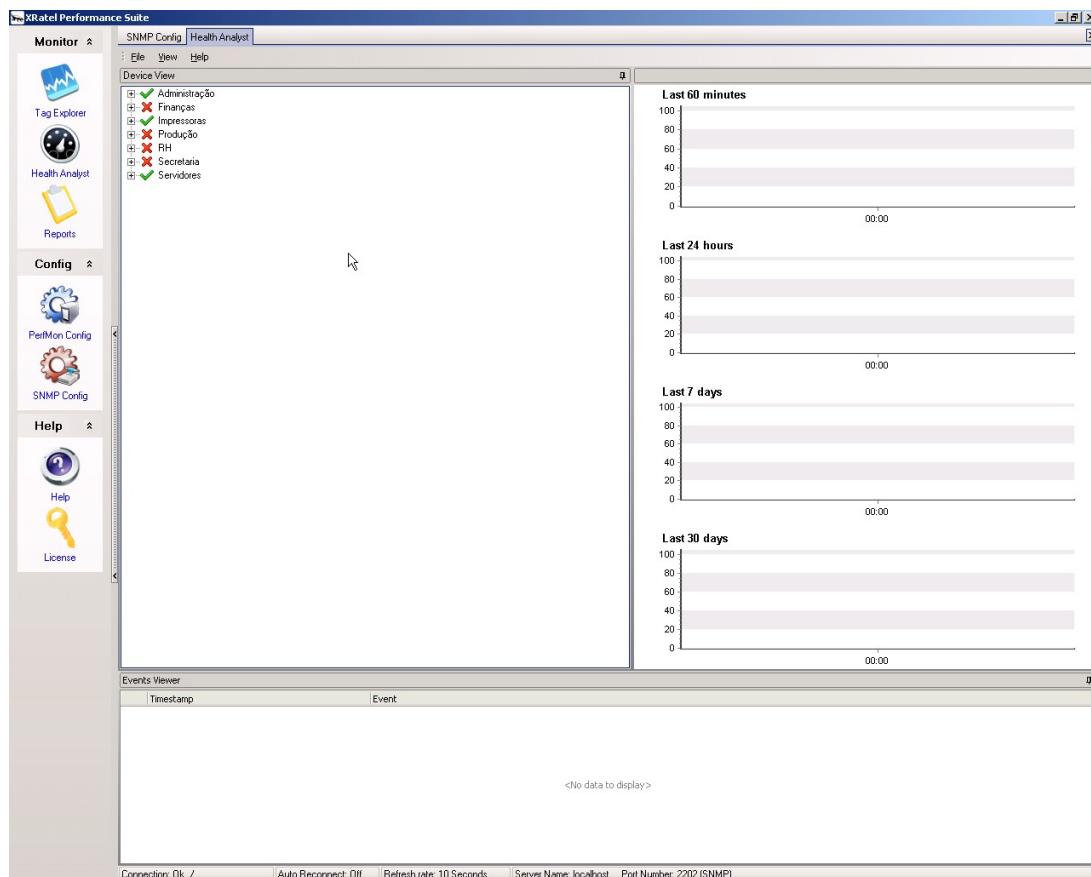 XRatel Performance Suite
Monitor
Tag Explorer
Health Analyst
Reports
Config
PerfMon Config
SNMP Config
Help
Help
License
SNMP Config Health Analyst
File View Help
Device View
Administração
Finanças
Impressoras
Produção
RH
Secretaria
Servidores
Last 60 minutes
100
80
60
40
20
0
00:00
Last 24 hours
100
80
60
40
20
0
00:00
Last 7 days
100
80
60
40
20
0
00:00
Last 30 days
100
80
60
40
20
0
00:00
Events Viewer
Timestamp Event
<No data to display>
Connection: Ok / Auto Reconnect: Off Refresh rate: 10 Seconds Server Name: localhost Port Number: 2202 (SNMP)